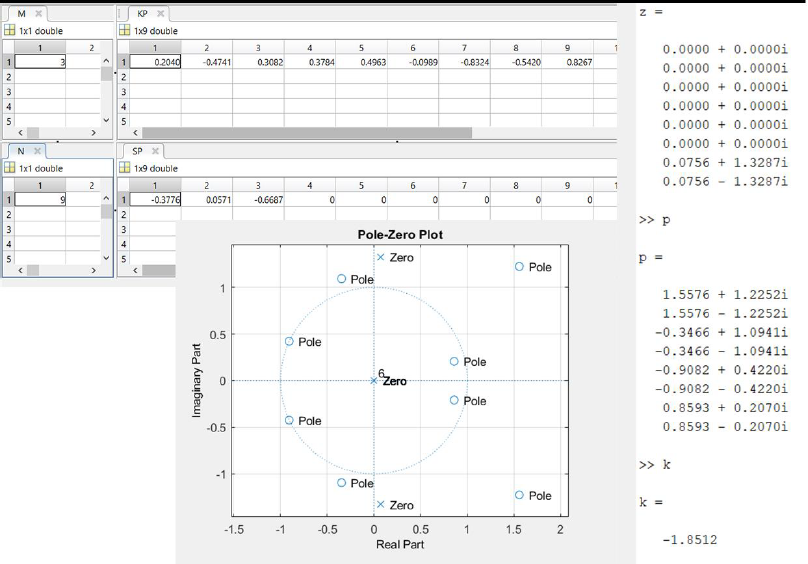 M
1x1 double
1 2
1 3
2
3
4
5
KP
1x9 double
1 2 3 4 5 6 7 8 9 1
1 0.2040 -0.4741 0.3082 0.3784 0.4963 -0.0989 -0.8324 -0.5420 0.8267
2
3
4
5
N
1x1 double
1 2
1 9
2
3
4
5
SP
1x9 double
1 2 3 4 5 6 7 8 9 1
1 -0.3776 0.0571 -0.6687 0 0 0 0 0 0
2
3
4
5
Pole-Zero Plot
Zero
Pole
Pole
1
0.5
Pole
Pole
6
0
Zero
Pole
-0.5
Pole
-1
Pole
Pole
Zero
-1.5 -1 -0.5 0 0.5 1 1.5 2
Real Part
Imaginary Part
z =
0.0000 + 0.0000i
0.0000 + 0.0000i
0.0000 + 0.0000i
0.0000 + 0.0000i
0.0000 + 0.0000i
0.0000 + 0.0000i
0.0756 + 1.3287i
0.0756 - 1.3287i
>> p
p =
1.5576 + 1.2252i
1.5576 - 1.2252i
-0.3466 + 1.0941i
-0.3466 - 1.0941i
-0.9082 + 0.4220i
-0.9082 - 0.4220i
0.8593 + 0.2070i
0.8593 - 0.2070i
>> k
k =
-1.8512